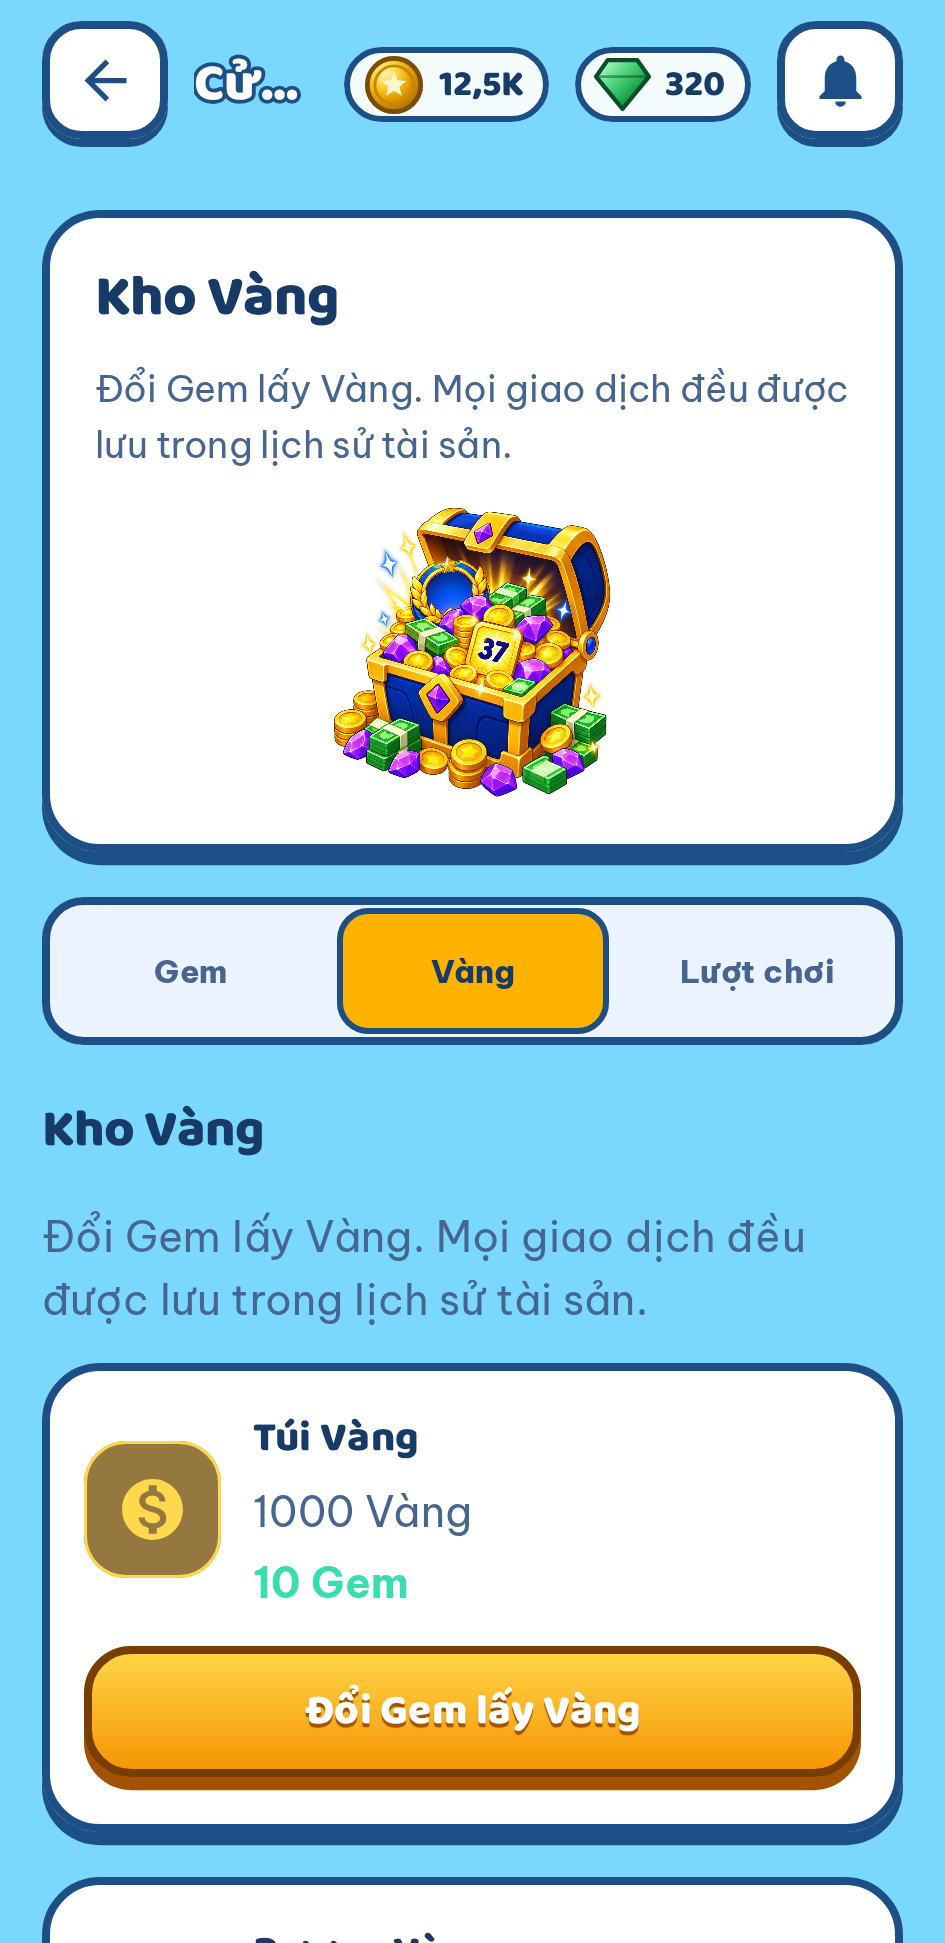 Cử...
12,5K
320
Kho Vàng
Đổi Gem lấy Vàng. Mọi giao dịch đều được
lưu trong lịch sử tài sản.
37
Gem
Vàng
Lượt chơi
Kho Vàng
Đổi Gem lấy Vàng. Mọi giao dịch đều
được lưu trong lịch sử tài sản.
Túi Vàng
1000 Vàng
10 Gem
Đổi Gem lấy Vàng